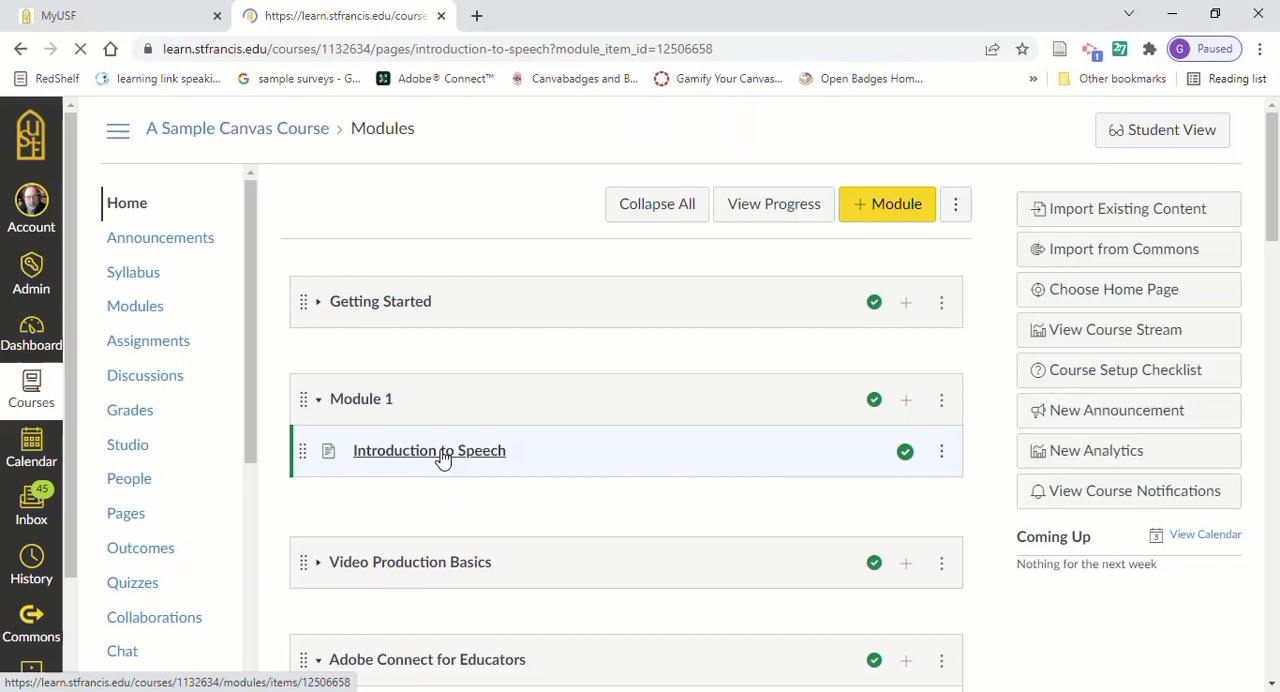 MyUSF
https://learn.stfrancis.edu/course
learn.stfrancis.edu/courses/1132634/pages/introduction-to-speech?module_item_id=12506658
1
27
G Paused
RedShelf
learning link speaki...
sample surveys - G...
Adobe® Connect™
Canvabadges and B...
Gamify Your Canvas...
Open Badges Hom...
»
Other bookmarks
Reading list
USF
A Sample Canvas Course › Modules
Student View
Account
Admin
Dashboard
Courses
Calendar
45
Inbox
History
Commons
Home
Announcements
Syllabus
Modules
Assignments
Discussions
Grades
Studio
People
Pages
Outcomes
Quizzes
Collaborations
Chat
Collapse All
View Progress
+ Module
Getting Started
Module 1
Introduction to Speech
Video Production Basics
Adobe Connect for Educators
Import Existing Content
Import from Commons
Choose Home Page
View Course Stream
Course Setup Checklist
New Announcement
New Analytics
View Course Notifications
Coming Up
3 View Calendar
Nothing for the next week
https://learn.stfrancis.edu/courses/1132634/modules/items/12506658